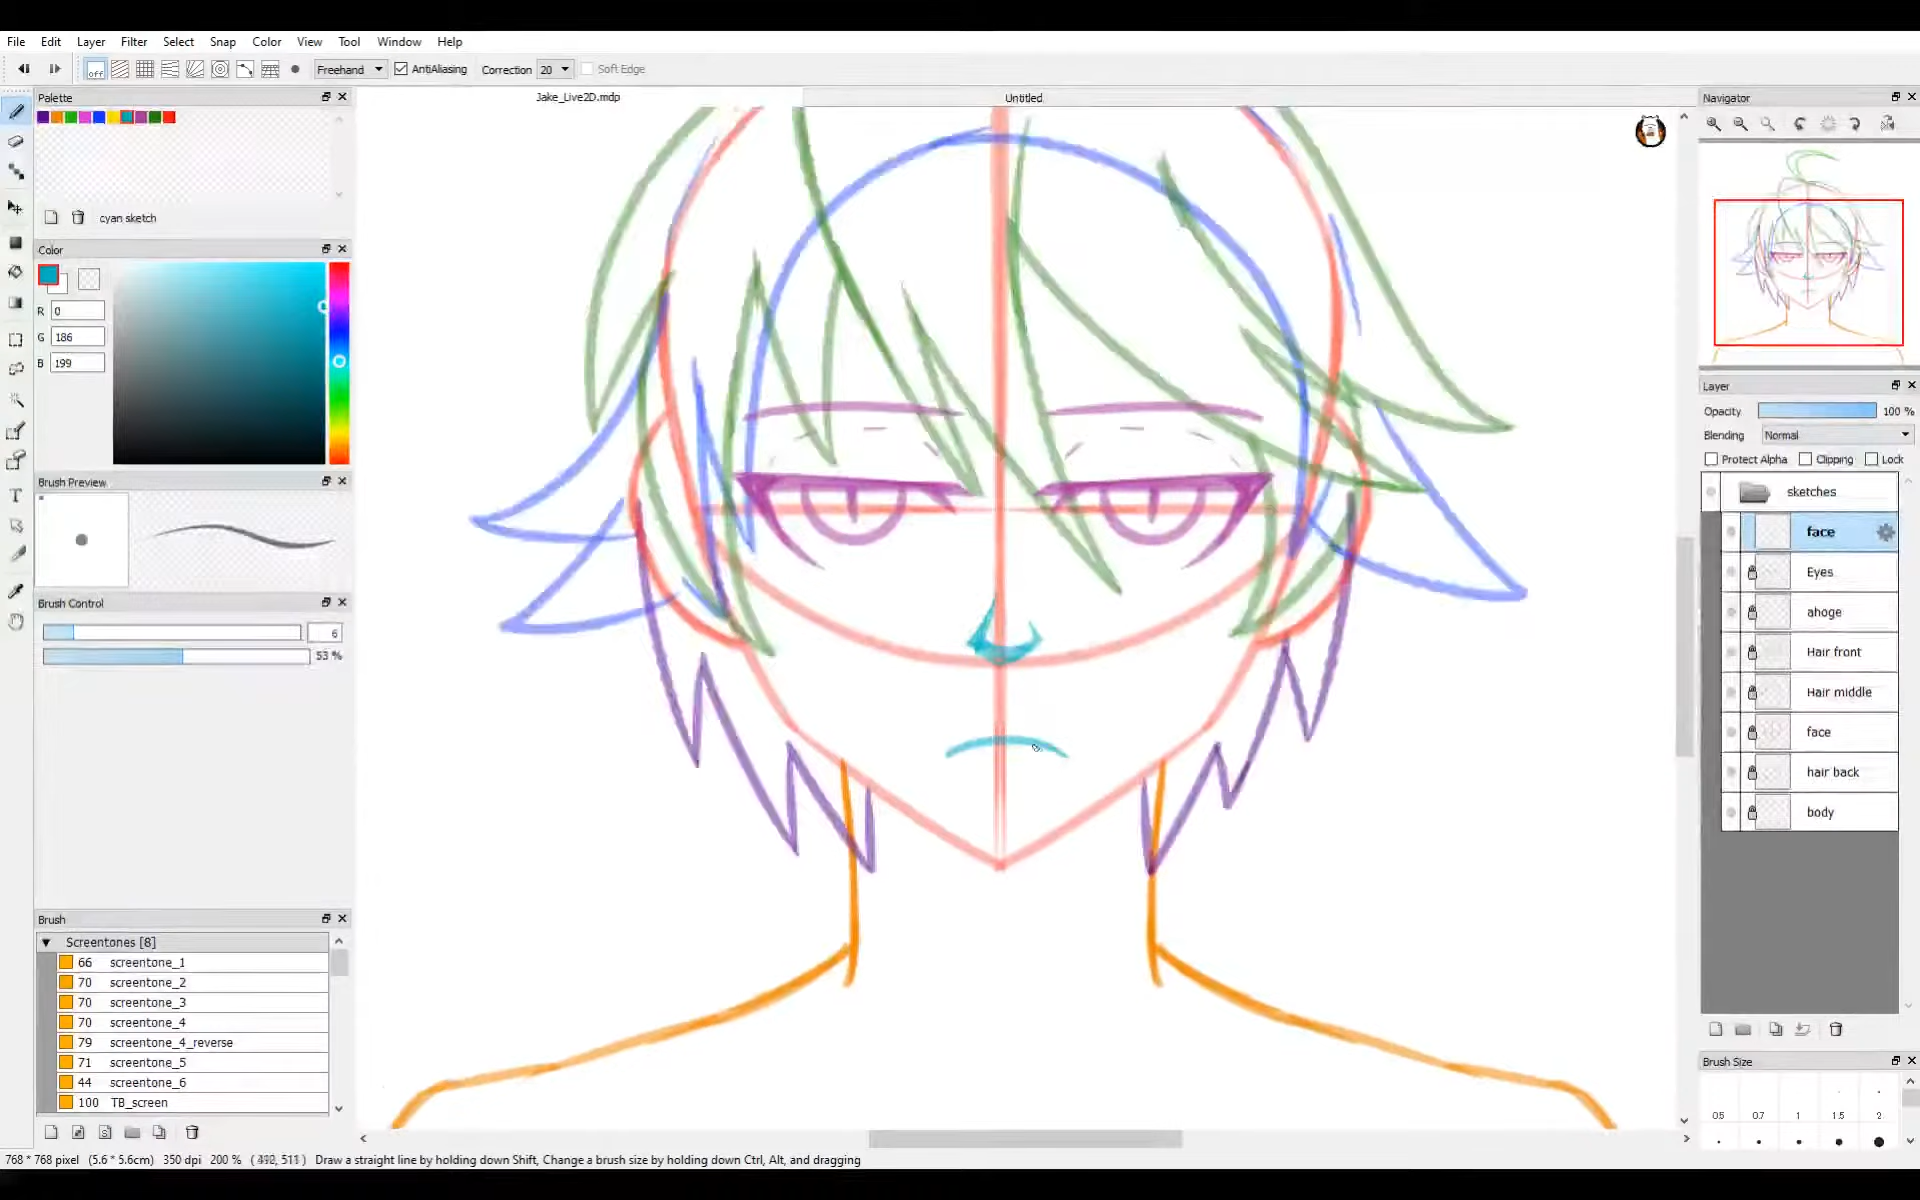 File Edit Layer Filter Select Snap Color View Tool Window Help
off Freehand AntiAliasing Correction 20 Soft Edge
Palette
cyan sketch
Color
R 0
G 186
B 199
Brush Preview
Brush Control
6
53 %
Brush
Screentones [8]
66 screentone_1
70 screentone_2
70 screentone_3
70 screentone_4
79 screentone_4_reverse
71 screentone_5
44 screentone_6
100 TB_screen
Jake_Live2D.mdp Untitled
Navigator
Layer
Opacity 100 %
Blending Normal
Protect Alpha Clipping Lock
sketches
face
Eyes
ahoge
Hair front
Hair middle
face
hair back
body
Brush Size
0.5 0.7 1 1.5 2
768 * 768 pixel (5.6 * 5.6cm) 350 dpi 200 % Draw a straight line by holding down Shift, Change a brush size by holding down Ctrl, Alt, and dragging